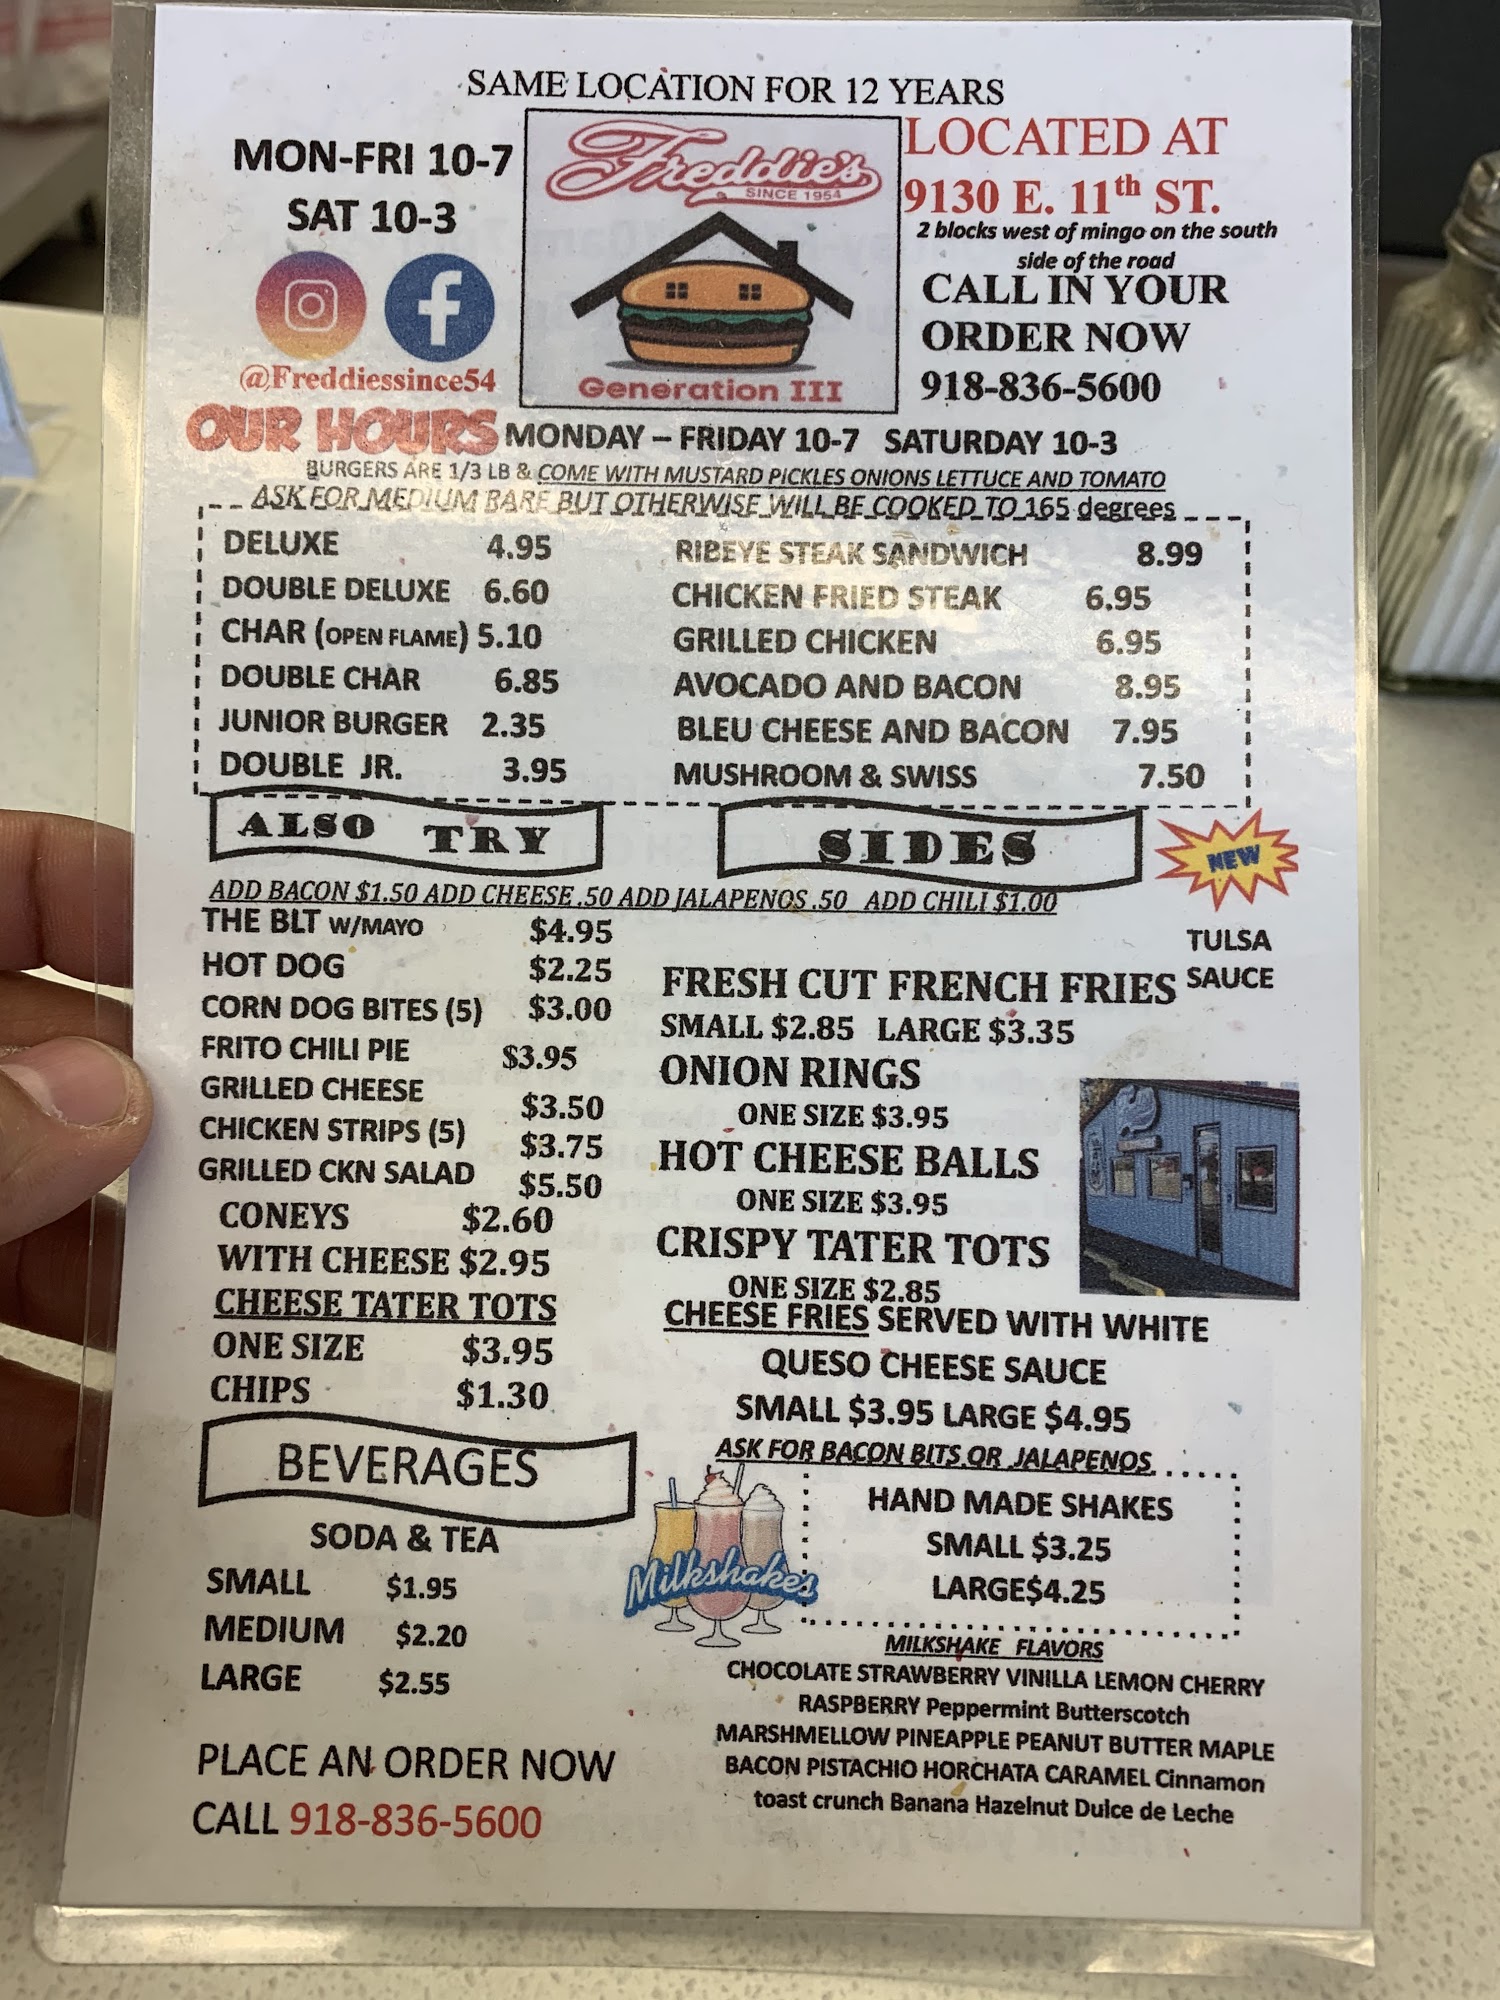 SAME LOCATION FOR 12 YEARS
MON-FRI 10-7
SAT 10-3
@Freddiessince54
Freddie's
SINCE 1954
Generation III
LOCATED AT
9130 E. 11th ST.
2 blocks west of mingo on the south
side of the road
CALL IN YOUR
ORDER NOW
918-836-5600
OUR HOURS MONDAY – FRIDAY 10-7 SATURDAY 10-3
BURGERS ARE 1/3 LB & COME WITH MUSTARD PICKLES ONIONS LETTUCE AND TOMATO
ASK FOR MEDIUM RARE BUT OTHERWISE WILL BE COOKED TO 165 degrees
DELUXE 4.95
DOUBLE DELUXE 6.60
CHAR (OPEN FLAME) 5.10
DOUBLE CHAR 6.85
JUNIOR BURGER 2.35
DOUBLE JR. 3.95
RIBEYE STEAK SANDWICH 8.99
CHICKEN FRIED STEAK 6.95
GRILLED CHICKEN 6.95
AVOCADO AND BACON 8.95
BLEU CHEESE AND BACON 7.95
MUSHROOM & SWISS 7.50
ALSO TRY
SIDES
NEW
TULSA
SAUCE
ADD BACON $1.50 ADD CHEESE .50 ADD JALAPENOS .50 ADD CHILI $1.00
THE BLT W/MAYO $4.95
HOT DOG $2.25
CORN DOG BITES (5) $3.00
FRITO CHILI PIE $3.95
GRILLED CHEESE $3.50
CHICKEN STRIPS (5) $3.75
GRILLED CKN SALAD $5.50
CONEYS $2.60
WITH CHEESE $2.95
CHEESE TATER TOTS
ONE SIZE $3.95
CHIPS $1.30
FRESH CUT FRENCH FRIES
SMALL $2.85 LARGE $3.35
ONION RINGS
ONE SIZE $3.95
HOT CHEESE BALLS
ONE SIZE $3.95
CRISPY TATER TOTS
ONE SIZE $2.85
CHEESE FRIES SERVED WITH WHITE
QUESO CHEESE SAUCE
SMALL $3.95 LARGE $4.95
ASK FOR BACON BITS OR JALAPENOS
BEVERAGES
SODA & TEA
SMALL $1.95
MEDIUM $2.20
LARGE $2.55
Milkshakes
HAND MADE SHAKES
SMALL $3.25
LARGE$4.25
MILKSHAKE FLAVORS
CHOCOLATE STRAWBERRY VINILLA LEMON CHERRY
RASPBERRY Peppermint Butterscotch
MARSHMELLOW PINEAPPLE PEANUT BUTTER MAPLE
BACON PISTACHIO HORCHATA CARAMEL Cinnamon
toast crunch Banana Hazelnut Dulce de Leche
PLACE AN ORDER NOW
CALL 918-836-5600